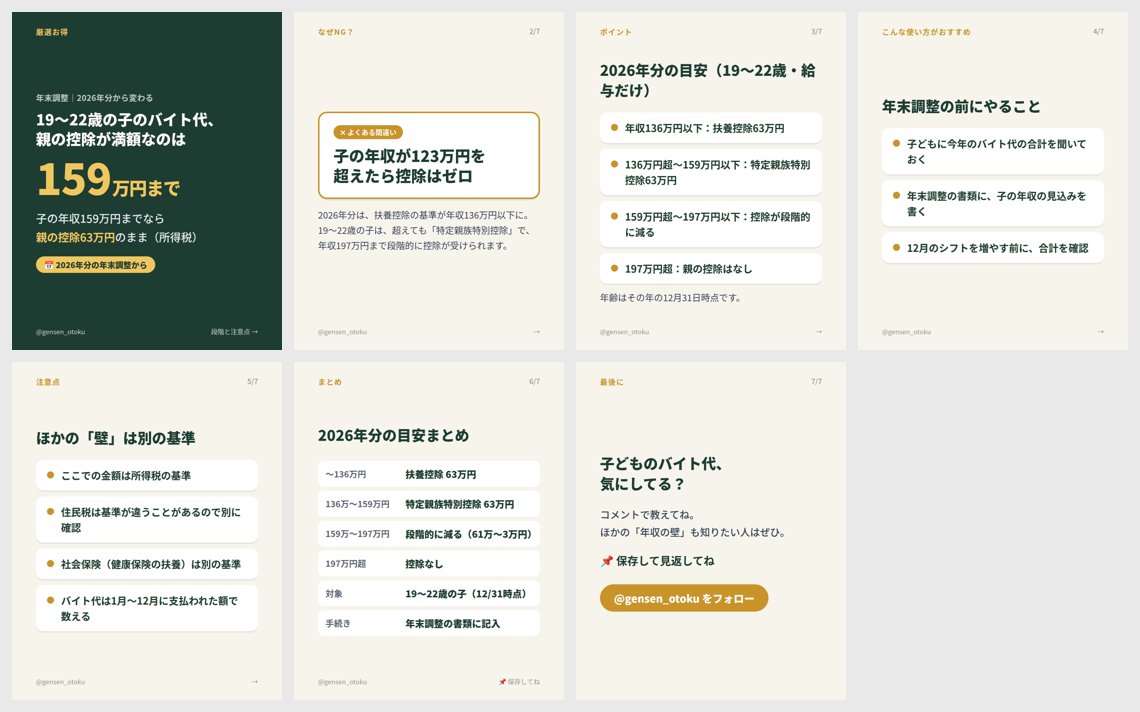 厳選お得
年末調整｜2026年分から変わる
19〜22歳の子のバイト代、
親の控除が満額なのは
159万円まで
子の年収159万円までなら
親の控除63万円のまま（所得税）
📅 2026年分の年末調整から
@gensen_otoku
段階と注意点 →
なぜNG？
2/7
× よくある間違い
子の年収が123万円を
超えたら控除はゼロ
2026年分は、扶養控除の基準が年収136万円以下に。
19〜22歳の子は、超えても「特定親族特別控除」で、
年収197万円まで段階的に控除が受けられます。
@gensen_otoku
→
ポイント
3/7
2026年分の目安（19〜22歳・給
与だけ）
年収136万円以下：扶養控除63万円
136万円超〜159万円以下：特定親族特別
控除63万円
159万円超〜197万円以下：控除が段階的
に減る
197万円超：親の控除はなし
年齢はその年の12月31日時点です。
@gensen_otoku
→
こんな使い方がおすすめ
4/7
年末調整の前にやること
子どもに今年のバイト代の合計を聞いて
おく
年末調整の書類に、子の年収の見込みを
書く
12月のシフトを増やす前に、合計を確認
@gensen_otoku
→
注意点
5/7
ほかの「壁」は別の基準
ここでの金額は所得税の基準
住民税は基準が違うことがあるので別に
確認
社会保険（健康保険の扶養）は別の基準
バイト代は1月〜12月に支払われた額で
数える
@gensen_otoku
→
まとめ
6/7
2026年分の目安まとめ
〜136万円 扶養控除 63万円
136万〜159万円 特定親族特別控除 63万円
159万〜197万円 段階的に減る（61万〜3万円）
197万円超 控除なし
対象 19〜22歳の子（12/31時点）
手続き 年末調整の書類に記入
@gensen_otoku
📌 保存してね
最後に
7/7
子どものバイト代、
気にしてる？
コメントで教えてね。
ほかの「年収の壁」も知りたい人はぜひ。
📌 保存して見返してね
@gensen_otoku をフォロー